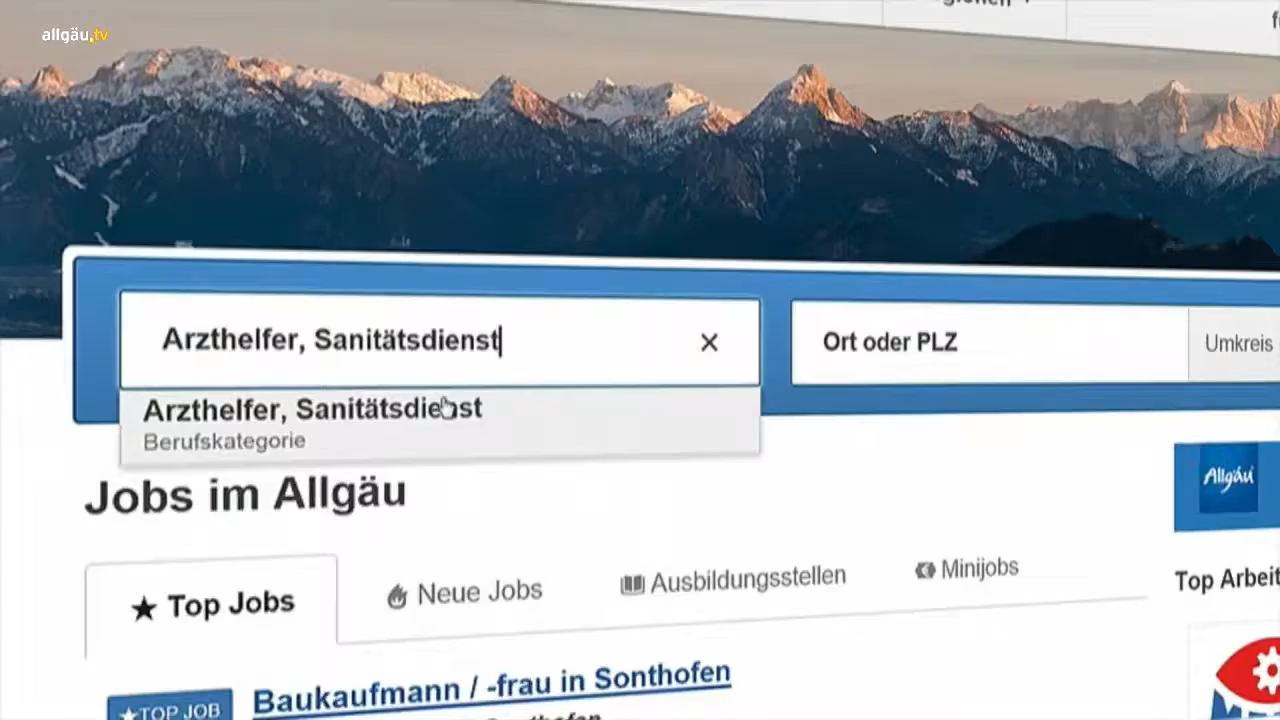 allgäu.tv
Arzthelfer, Sanitätsdienst
Ort oder PLZ
Umkreis
Arzthelfer, Sanitätsdienst
Berufskategorie
Jobs im Allgäu
Allgäu
Top Jobs
Neue Jobs
Ausbildungsstellen
Minijobs
Top Arbeit
TOP JOB
Baukaufmann / -frau in Sonthofen